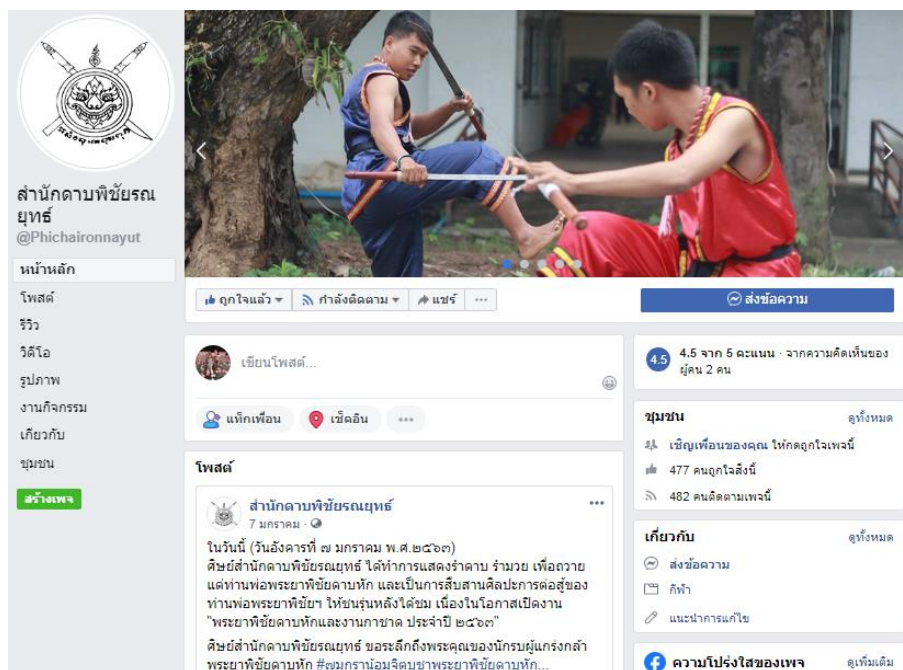 สำนักดาบพิชัยรณ
ยุทธ์
@Phichaironnayut
หน้าหลัก
โพสต์
รีวิว
วิดีโอ
รูปภาพ
งานกิจกรรม
เกี่ยวกับ
ชุมชน
สร้างเพจ
ถูกใจแล้ว
กำลังติดตาม
แชร์
ส่งข้อความ
เขียนโพสต์...
แท็กเพื่อน
เช็คอิน
โพสต์
สำนักดาบพิชัยรณยุทธ์
7 มกราคม ·
ในวันนี้ (วันอังคารที่ ๗ มกราคม พ.ศ.๒๕๖๓)
ศิษย์สำนักดาบพิชัยรณยุทธ์ ได้ทำการแสดงรำดาบ รำมวย เพื่อถวาย
แด่ท่านพ่อพระยาพิชัยดาบหัก และเป็นการสืบสานศิลปะการต่อสู้ของ
ท่านพ่อพระยาพิชัยฯ ให้ชนรุ่นหลังได้ชม เนื่องในโอกาสเปิดงาน
"พระยาพิชัยดาบหักและงานกาชาด ประจำปี ๒๕๖๓"
ศิษย์สำนักดาบพิชัยรณยุทธ์ ขอระลึกถึงพระคุณของนักรบผู้แกร่งกล้า
พระยาพิชัยดาบหัก #๗มกราน้อมจิตบูชาพระยาพิชัยดาบหัก...
4.5
4.5 จาก 5 คะแนน · จากความคิดเห็นของ
ผู้คน 2 คน
ชุมชน ดูทั้งหมด
เชิญเพื่อนของคุณ ให้กดถูกใจเพจนี้
477 คนถูกใจสิ่งนี้
482 คนติดตามเพจนี้
เกี่ยวกับ ดูทั้งหมด
ส่งข้อความ
กีฬา
แนะนำการแก้ไข
ความโปร่งใสของเพจ ดูเพิ่มเติม